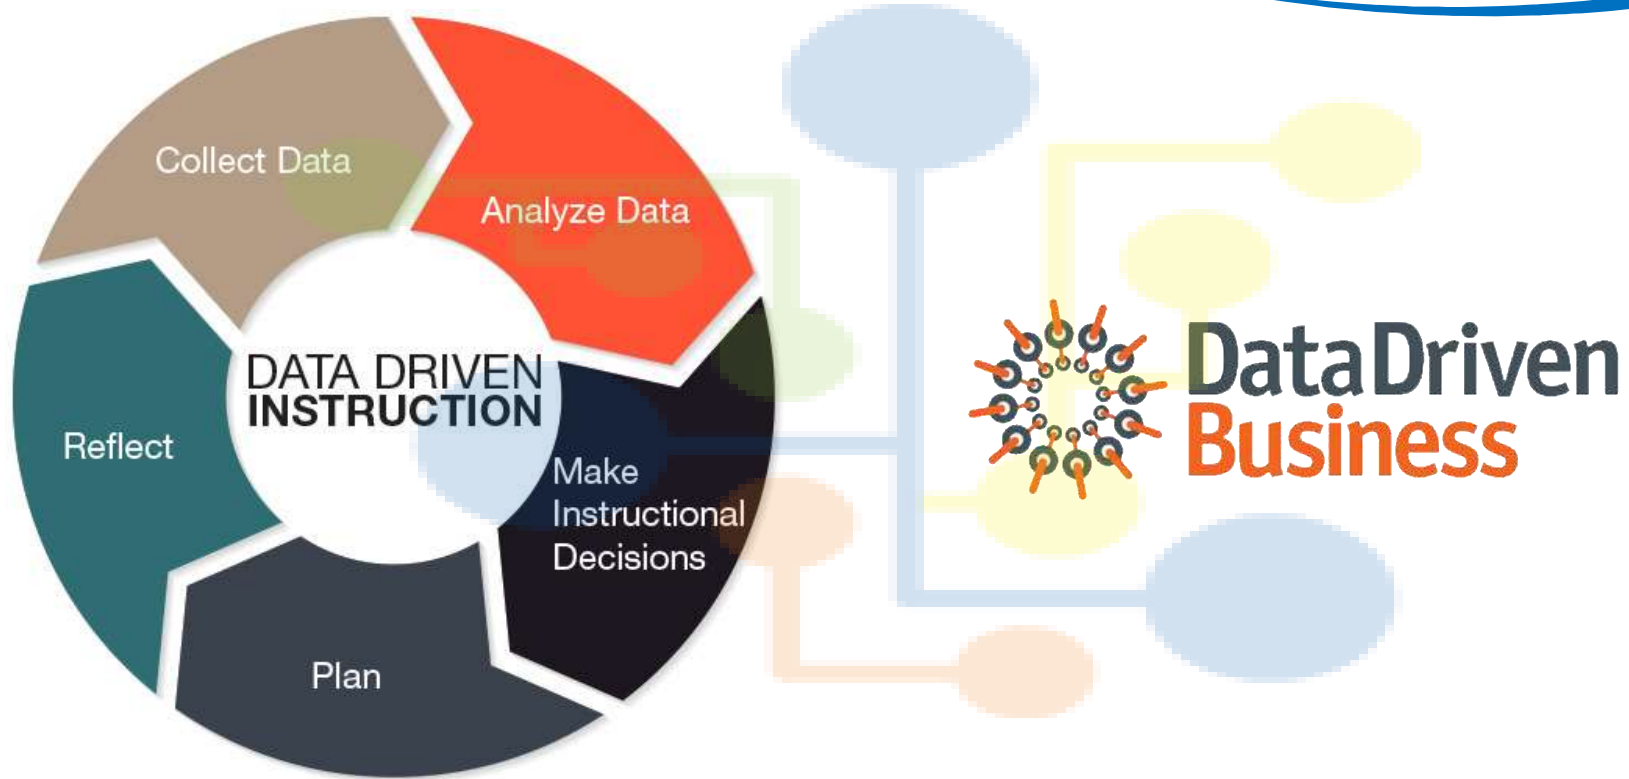 Collect Data
Analyze Data
DATA DRIVEN
INSTRUCTION
Reflect
Make
Instructional
Decisions
Plan
DataDriven
Business